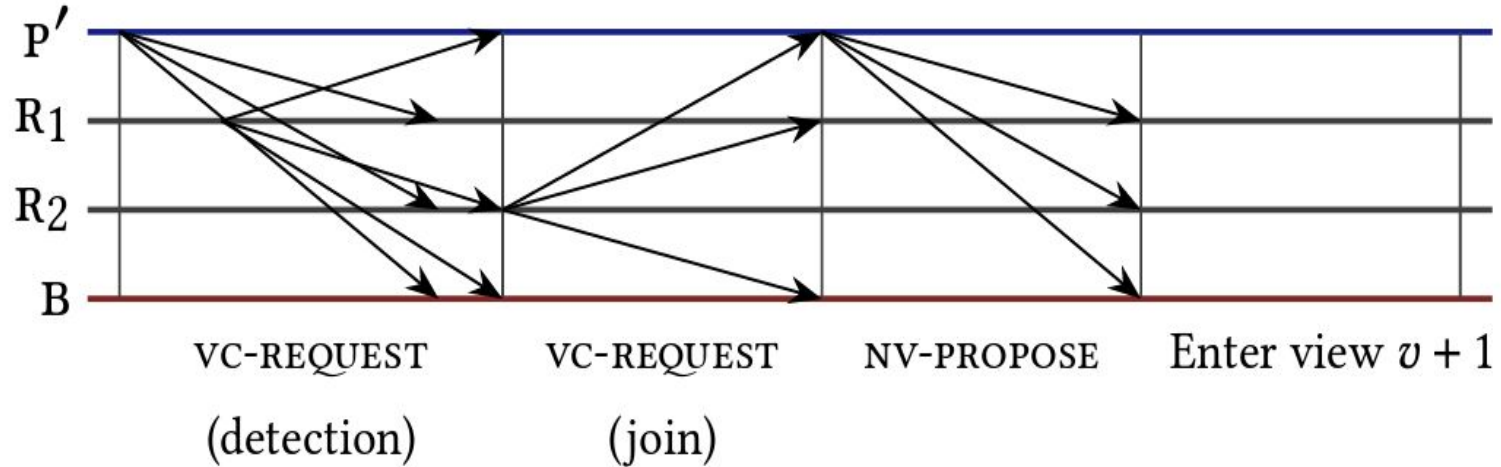 P′
R1
R2
B
VC-REQUEST VC-REQUEST NV-PROPOSE Enter view v + 1
(detection) (join)